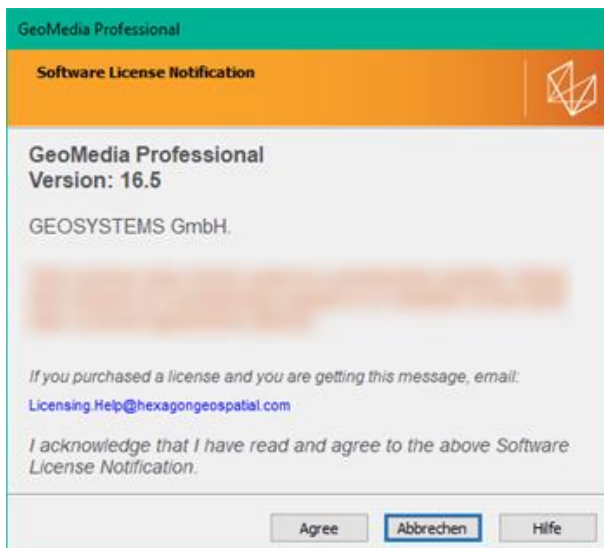 GeoMedia Professional
Software License Notification
GeoMedia Professional
Version: 16.5
GEOSYSTEMS GmbH.
If you purchased a license and you are getting this message, email:
Licensing.Help@hexagongeospatial.com
I acknowledge that I have read and agree to the above Software
License Notification.
Agree
Abbrechen
Hilfe